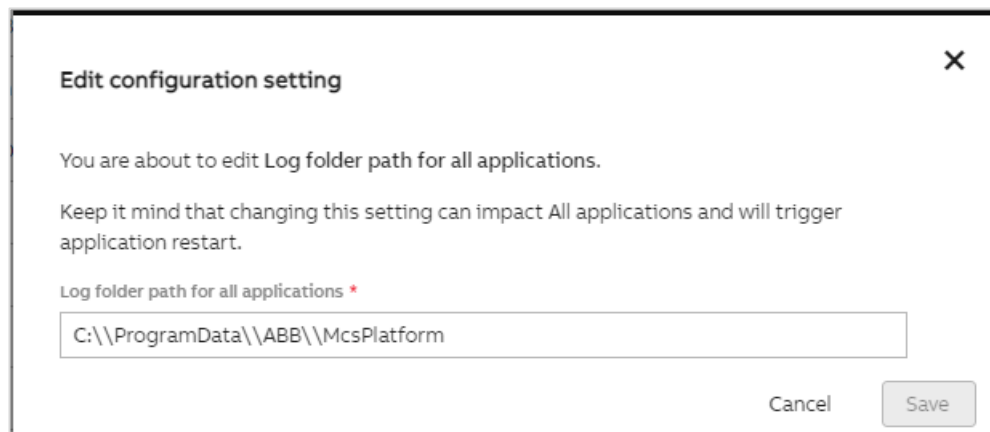 Edit configuration setting
You are about to edit Log folder path for all applications.
Keep it mind that changing this setting can impact All applications and will trigger
application restart.
Log folder path for all applications *
C:\\ProgramData\\ABB\\McsPlatform
Cancel Save